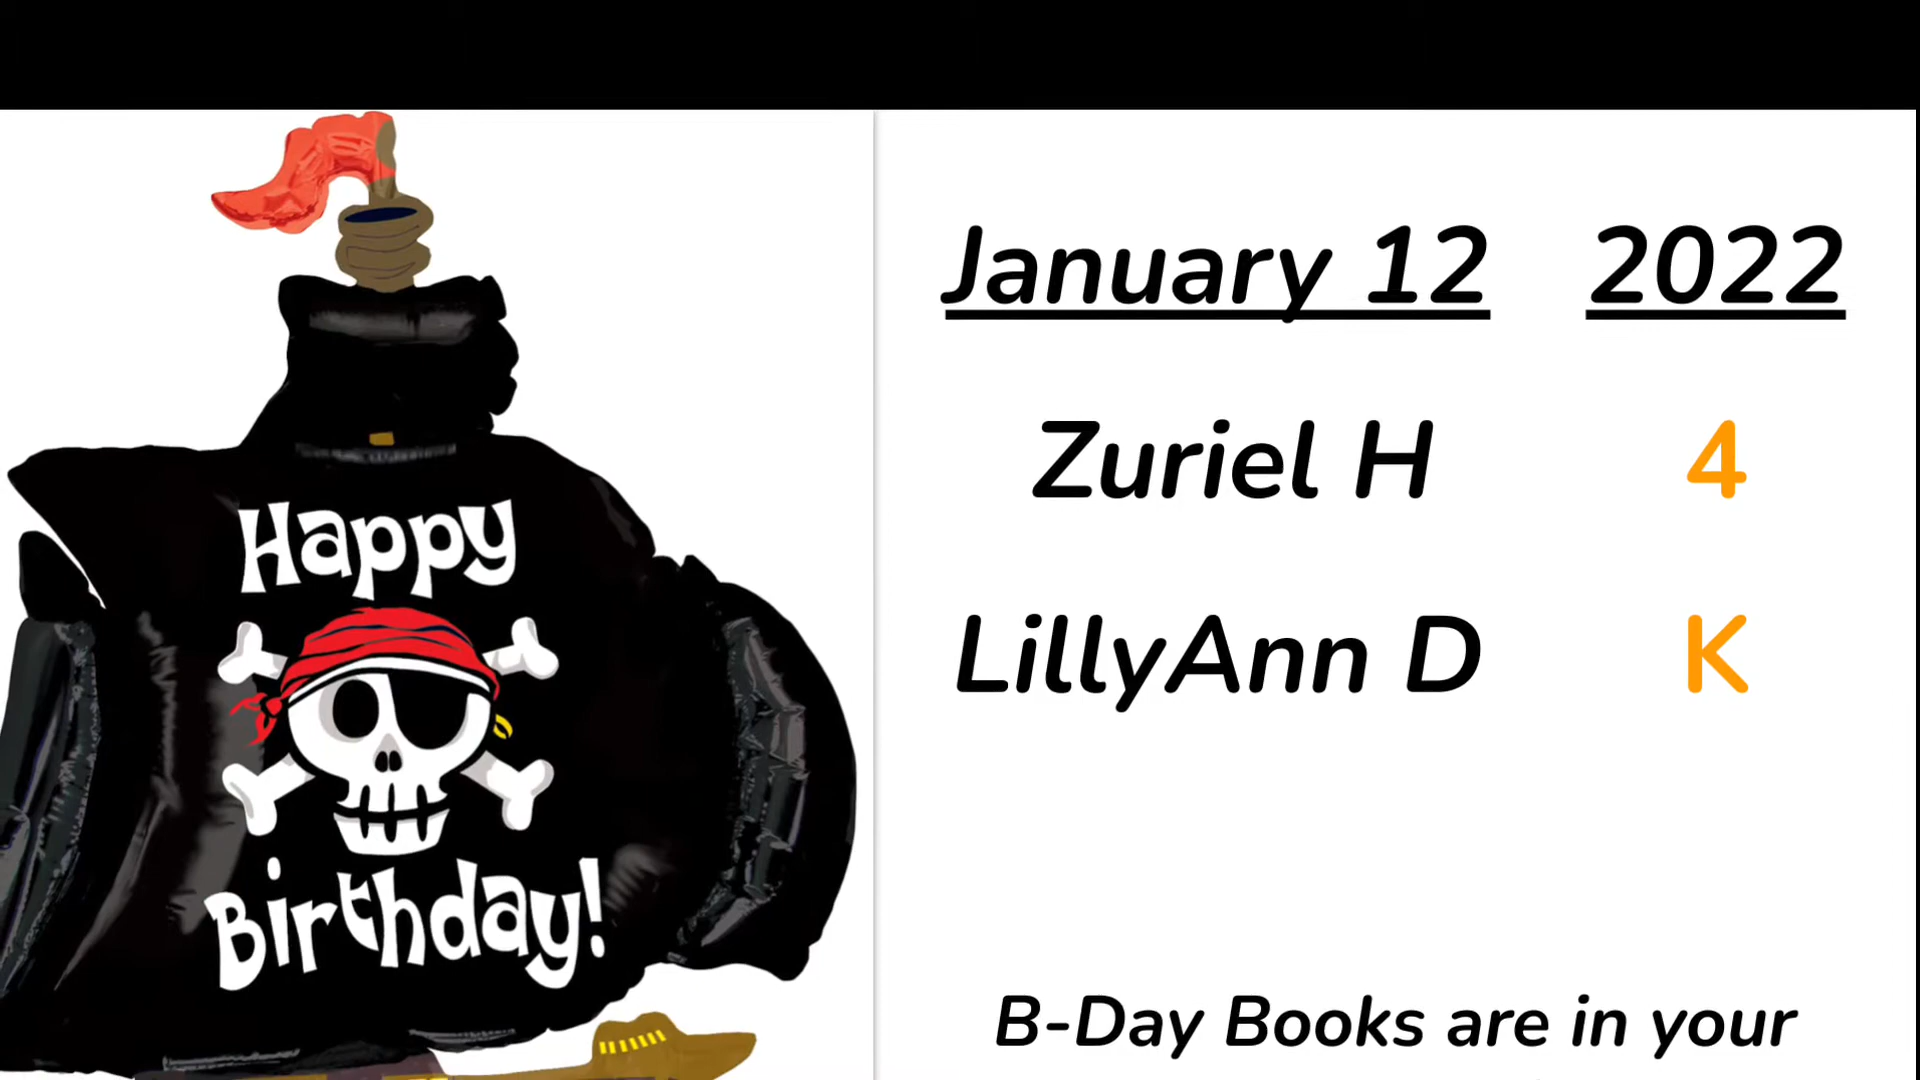 Happy
Birthday!
January 12 2022
Zuriel H 4
LillyAnn D K
B-Day Books are in your